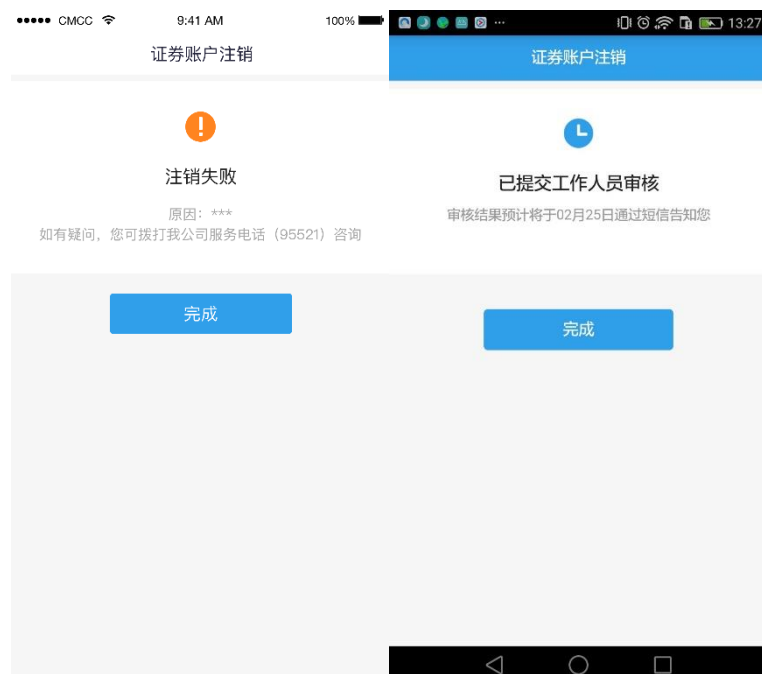 CMCC 9:41 AM 100%
证券账户注销
注销失败
原因：***
如有疑问，您可拨打我公司服务电话（95521）咨询
完成
13:27
证券账户注销
已提交工作人员审核
审核结果预计将于02月25日通过短信告知您
完成